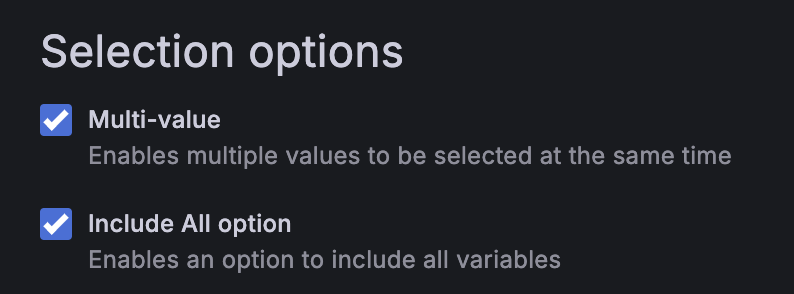 Selection options
Multi-value
Enables multiple values to be selected at the same time
Include All option
Enables an option to include all variables